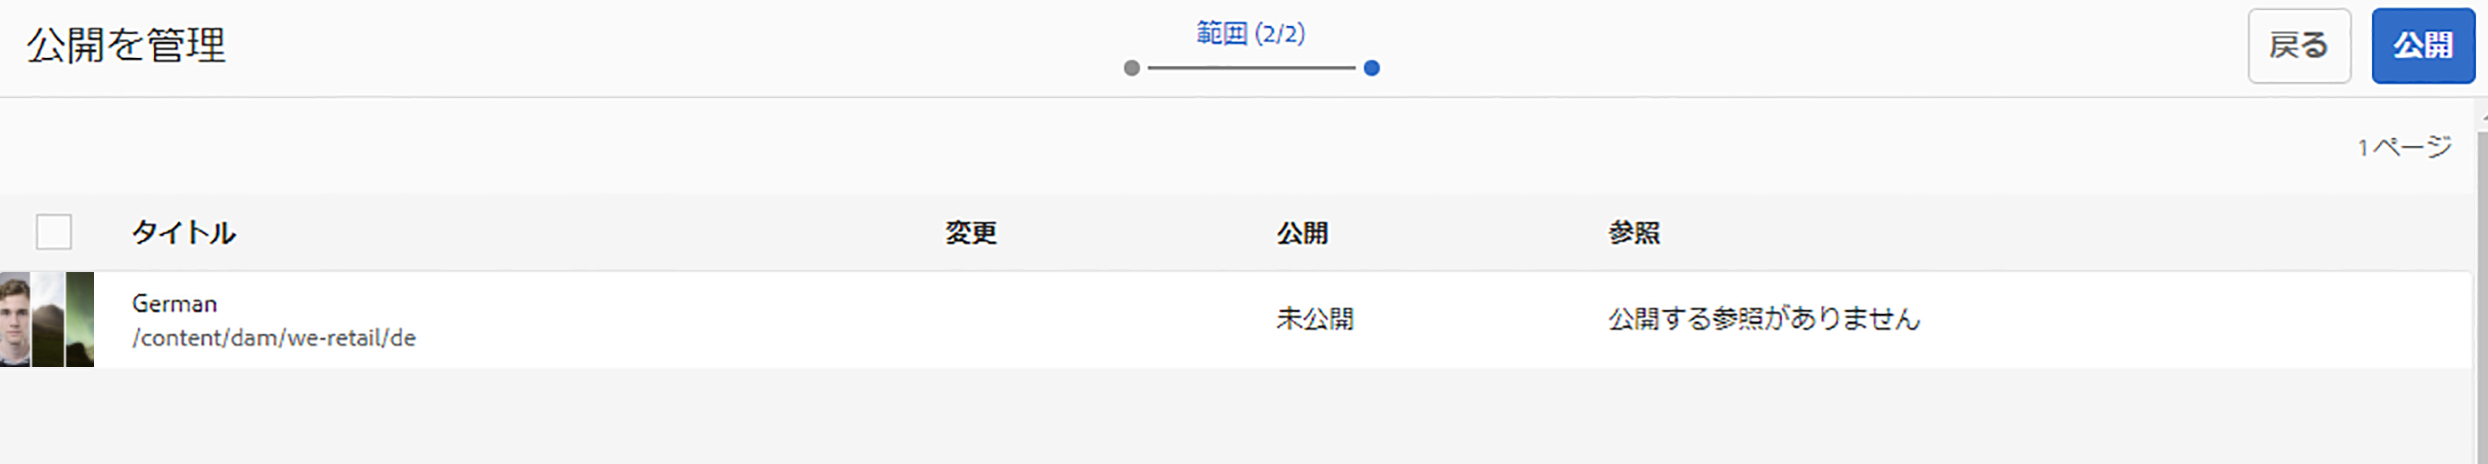 公開を管理
範囲 (2/2)
戻る
公開
1 ページ
タイトル 変更 公開 参照
German
/content/dam/we-retail/de
未公開
公開する参照がありません